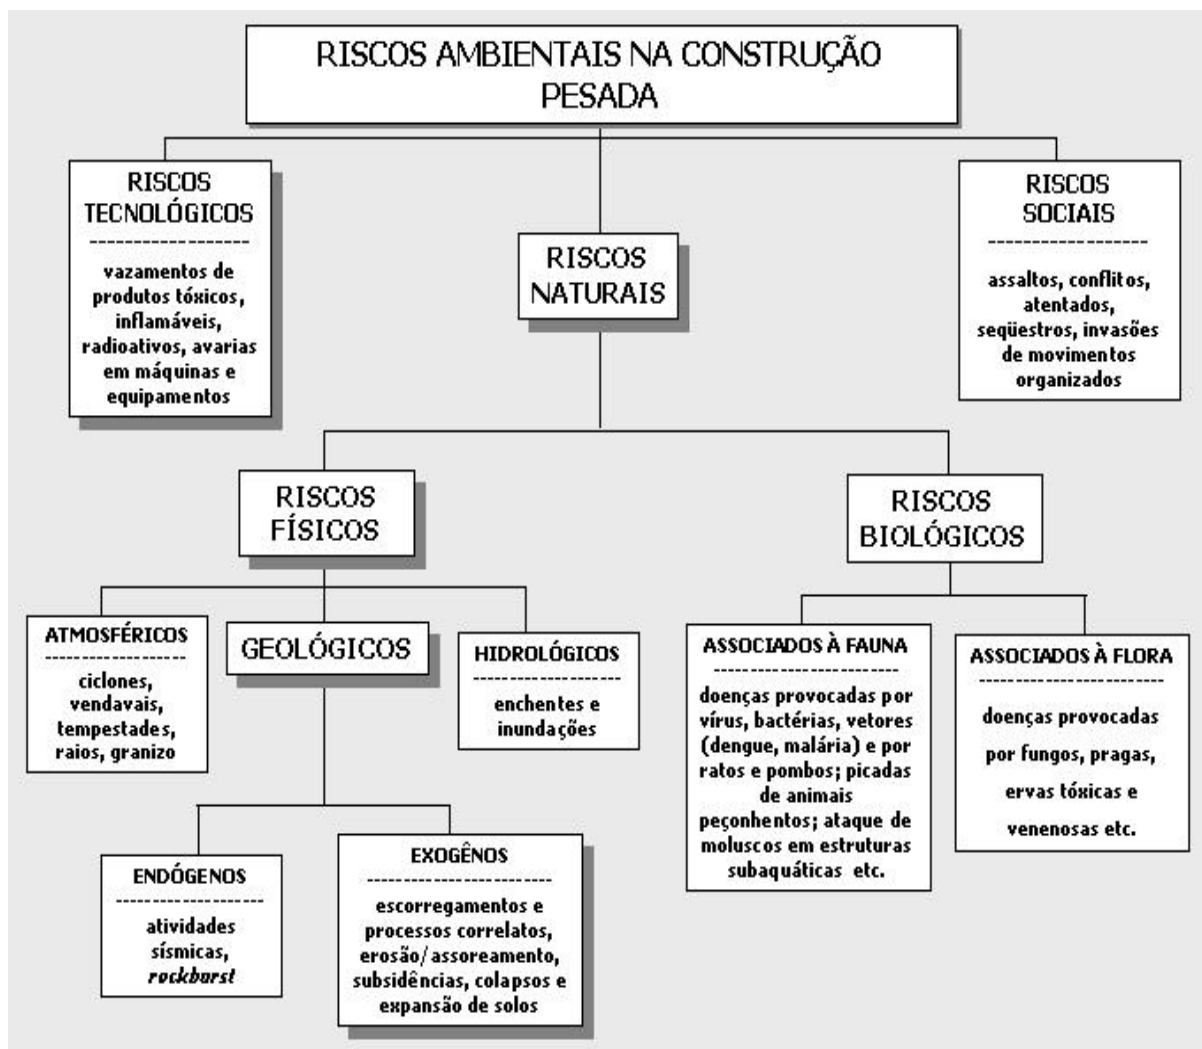 RISCOS AMBIENTAIS NA CONSTRUÇÃO
PESADA
RISCOS
TECNOLÓGICOS
vazamentos de
produtos tóxicos,
inflamáveis,
radioativos, avarias
em máquinas e
equipamentos
RISCOS
NATURAIS
RISCOS
SOCIAIS
assaltos, conflitos,
atentados,
seqüestros, invasões
de movimentos
organizados
RISCOS
FÍSICOS
RISCOS
BIOLÓGICOS
ATMOSFÉRICOS
ciclones,
vendavais,
tempestades,
raios, granizo
GEOLÓGICOS
HIDROLÓGICOS
enchentes e
inundações
ASSOCIADOS À FAUNA
doenças provocadas por
vírus, bactérias, vetores
(dengue, malária) e por
ratos e pombos; picadas
de animais
peçonhentos; ataque de
moluscos em estruturas
subaquáticas etc.
ASSOCIADOS À FLORA
doenças provocadas
por fungos, pragas,
ervas tóxicas e
venenosas etc.
ENDÓGENOS
atividades
sísmicas,
rockburst
EXOGÊNOS
escorregamentos e
processos correlatos,
erosão/assoreamento,
subsidências, colapsos e
expansão de solos